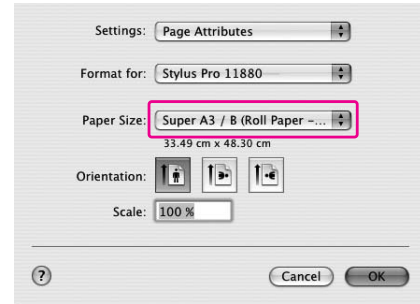 Settings: Page Attributes
Format for: Stylus Pro 11880
Paper Size: Super A3 / B (Roll Paper -...
33.49 cm x 48.30 cm
Orientation:
Scale: 100 %
? Cancel OK